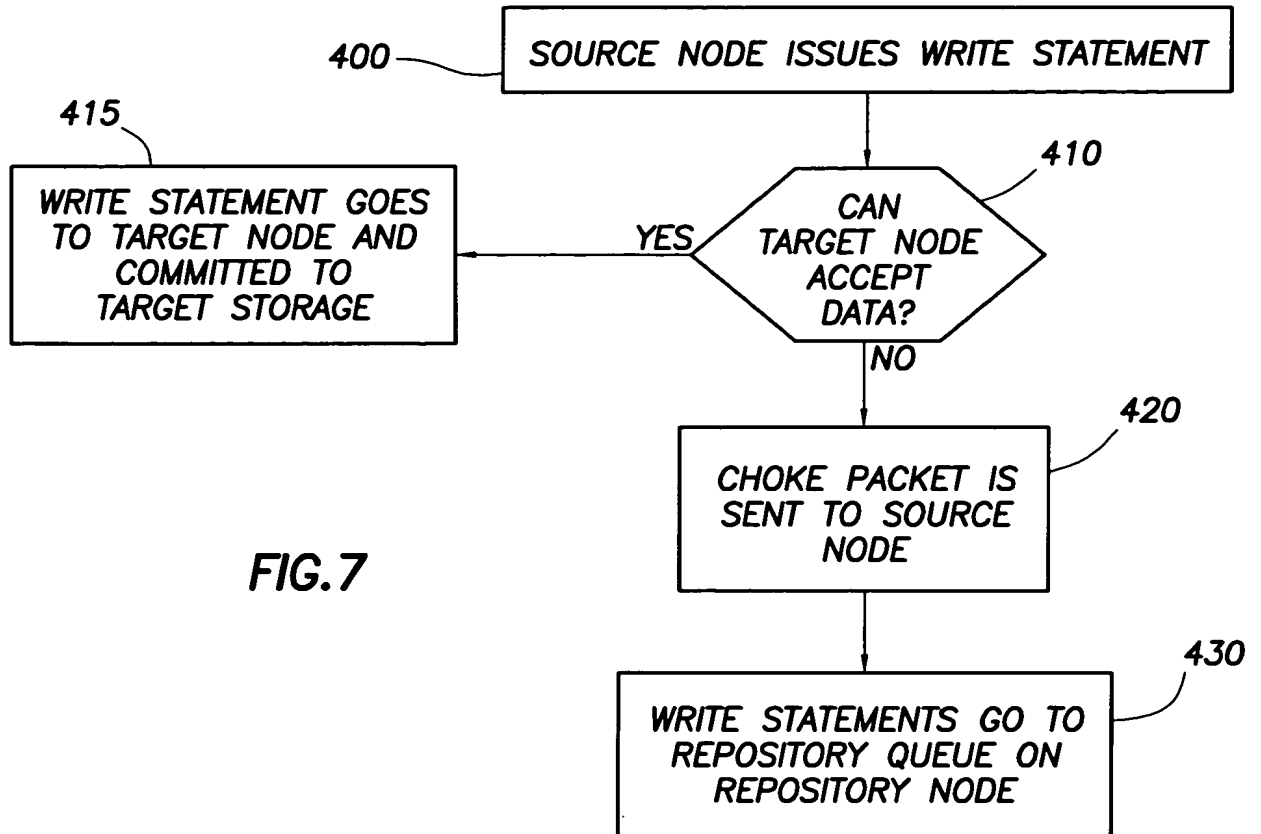 400
SOURCE NODE ISSUES WRITE STATEMENT
415
WRITE STATEMENT GOES
TO TARGET NODE AND
COMMITTED TO
TARGET STORAGE
YES
410
CAN
TARGET NODE
ACCEPT
DATA?
NO
420
CHOKE PACKET IS
SENT TO SOURCE
NODE
FIG.7
430
WRITE STATEMENTS GO TO
REPOSITORY QUEUE ON
REPOSITORY NODE